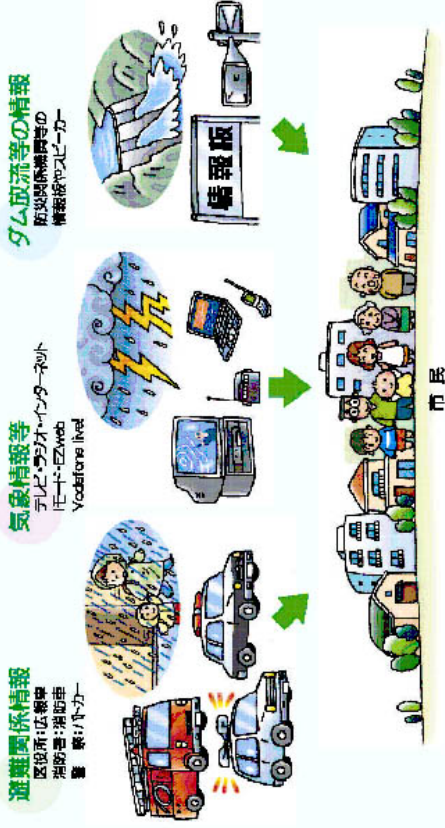 避難関係情報
区役所:広報車
消防署:消防車
警 察:パトカー
気象情報等
テレビ・ラジオ・インターネット
iモード・EZweb
Vodafone live!
ダム放流等の情報
防災関係機関等の
情報板やスピーカー
情報板
市民